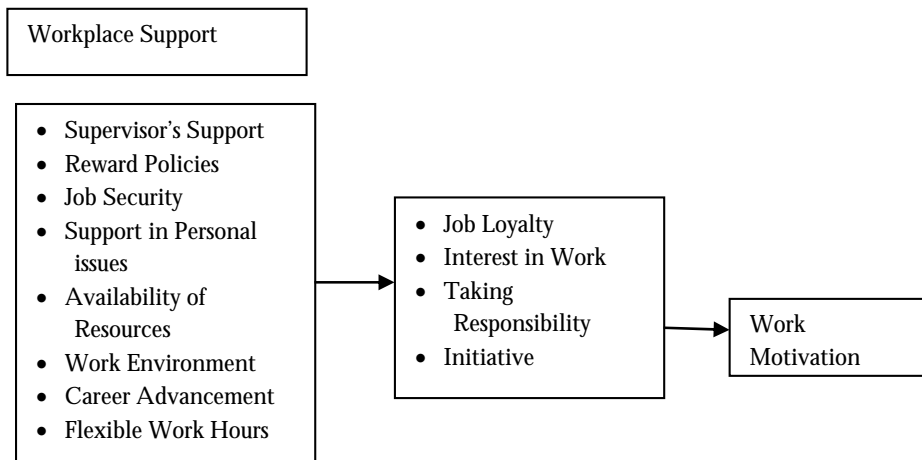 Workplace Support
• Supervisor’s Support
• Reward Policies
• Job Security
• Support in Personal
issues
• Availability of
Resources
• Work Environment
• Career Advancement
• Flexible Work Hours
• Job Loyalty
• Interest in Work
• Taking
Responsibility
• Initiative
Work
Motivation